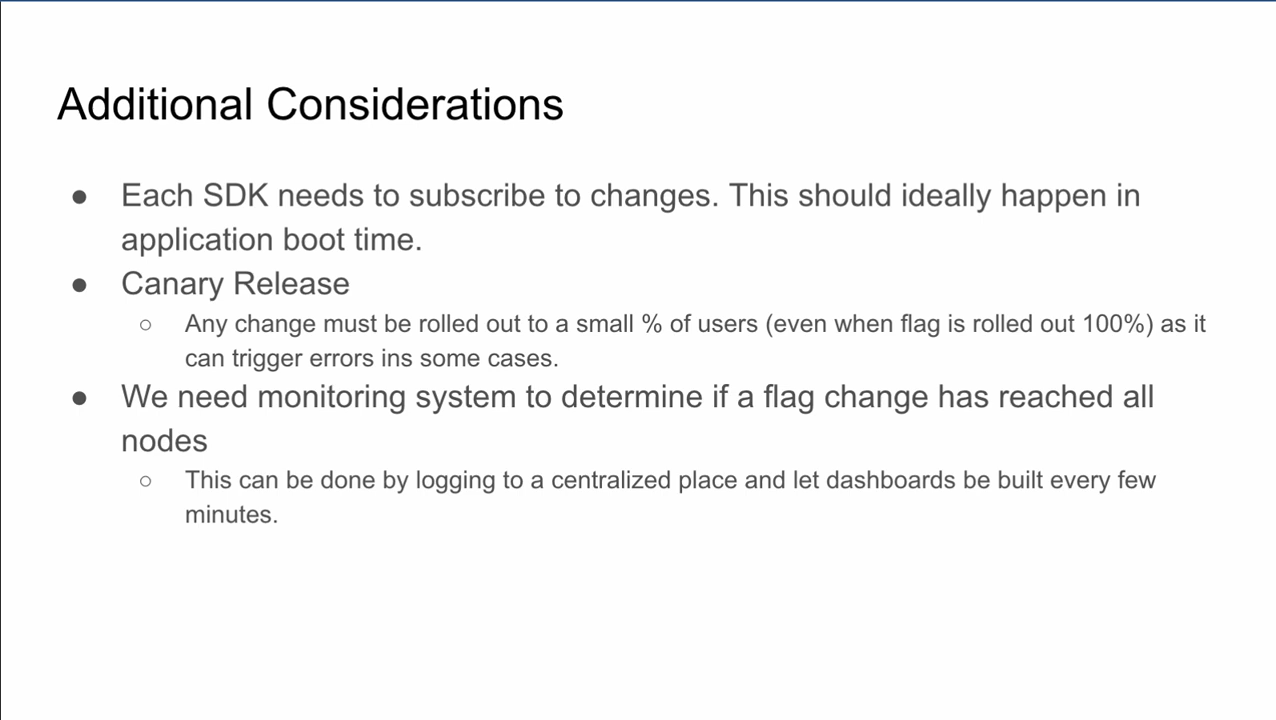 Additional Considerations
● Each SDK needs to subscribe to changes. This should ideally happen in
application boot time.
● Canary Release
○ Any change must be rolled out to a small % of users (even when flag is rolled out 100%) as it
can trigger errors ins some cases.
● We need monitoring system to determine if a flag change has reached all
nodes
○ This can be done by logging to a centralized place and let dashboards be built every few
minutes.